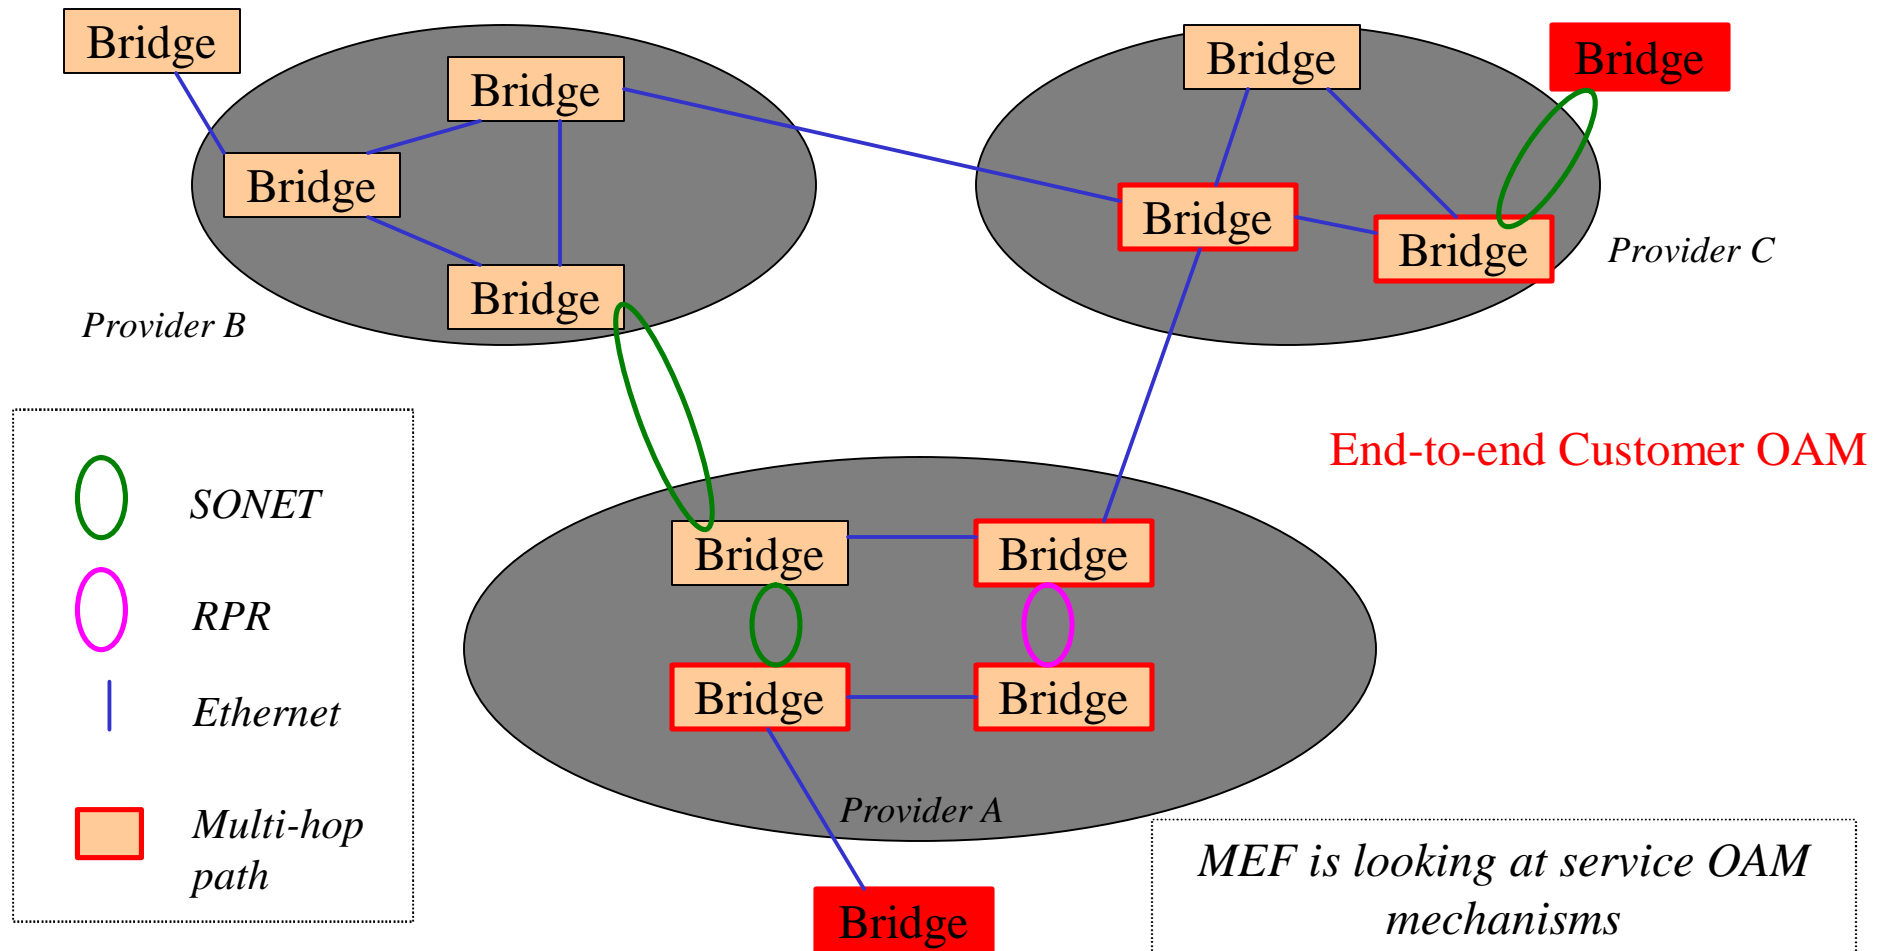 Bridge
Bridge
Bridge
Bridge
Bridge
Bridge
Bridge
Bridge
Bridge
Provider C
Provider B
End-to-end Customer OAM
SONET
Bridge
Bridge
RPR
Bridge
Bridge
Ethernet
Provider A
Multi-hop
path
MEF is looking at service OAM
mechanisms
Bridge